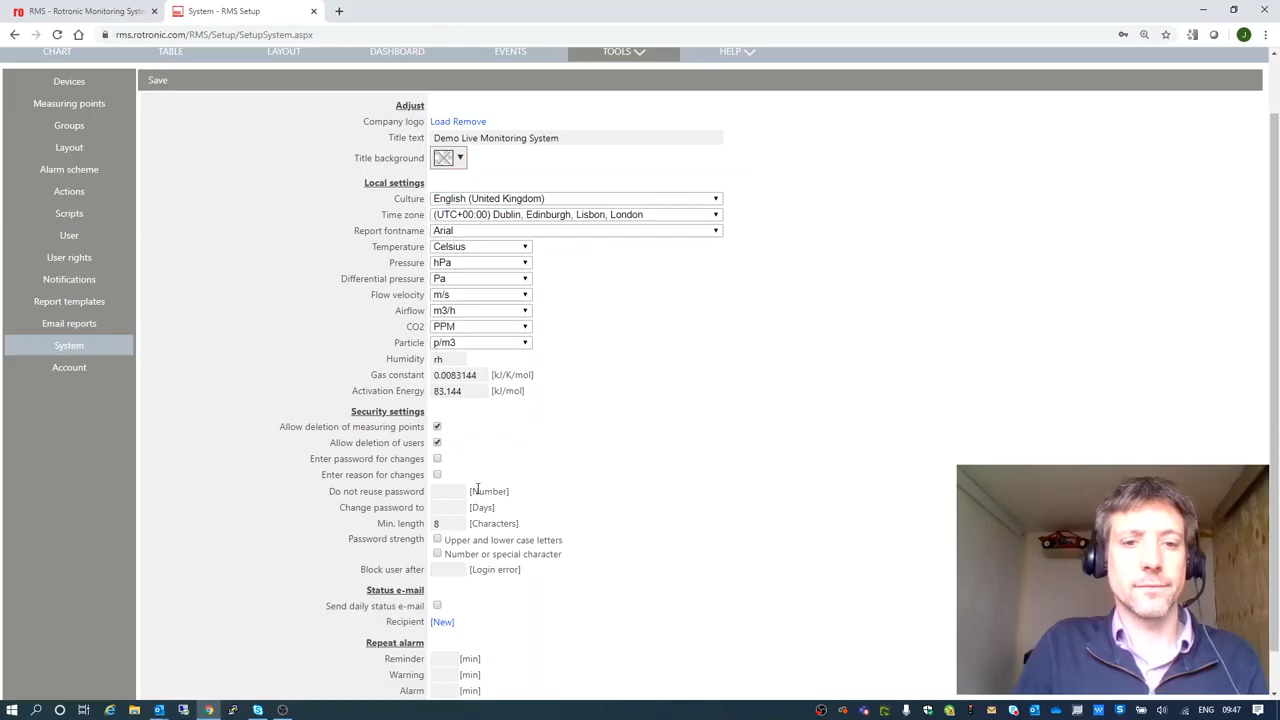 RMS - Rotronic Monitoring Syste
System - RMS Setup
rms.rotronic.com/RMS/Setup/SetupSystem.aspx
J
CHART TABLE LAYOUT DASHBOARD EVENTS TOOLS HELP
Save
Devices
Measuring points
Groups
Layout
Alarm scheme
Actions
Scripts
User
User rights
Notifications
Report templates
Email reports
System
Account
Adjust
Company logo Load Remove
Title text Demo Live Monitoring System
Title background
Local settings
Culture English (United Kingdom)
Time zone (UTC+00:00) Dublin, Edinburgh, Lisbon, London
Report fontname Arial
Temperature Celsius
Pressure hPa
Differential pressure Pa
Flow velocity m/s
Airflow m3/h
CO2 PPM
Particle p/m3
Humidity rh
Gas constant 0.0083144 [kJ/K/mol]
Activation Energy 83.144 [kJ/mol]
Security settings
Allow deletion of measuring points
Allow deletion of users
Enter password for changes
Enter reason for changes
Do not reuse password [Number]
Change password to [Days]
Min. length 8 [Characters]
Password strength Upper and lower case letters
Number or special character
Block user after [Login error]
Status e-mail
Send daily status e-mail
Recipient [New]
Repeat alarm
Reminder [min]
Warning [min]
Alarm [min]
ENG 09:47